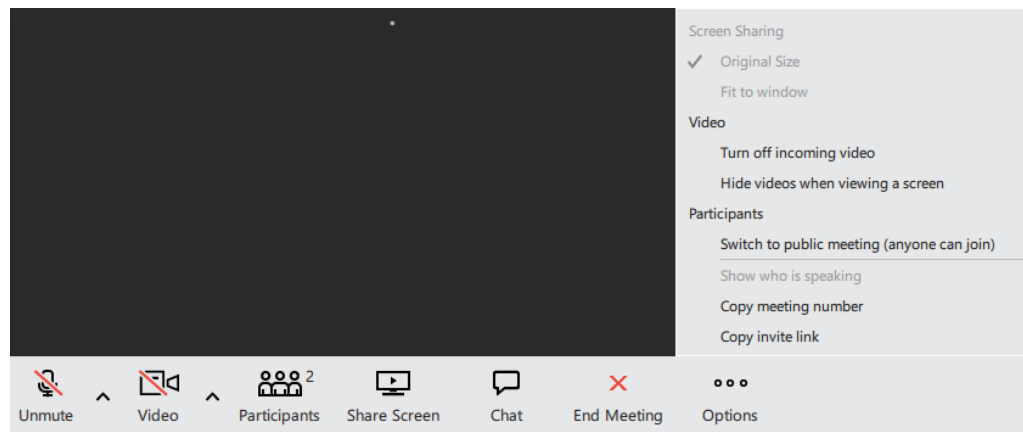 Screen Sharing
Original Size
Fit to window
Video
Turn off incoming video
Hide videos when viewing a screen
Participants
Switch to public meeting (anyone can join)
Show who is speaking
Copy meeting number
Copy invite link
2
Unmute Video Participants Share Screen Chat End Meeting Options